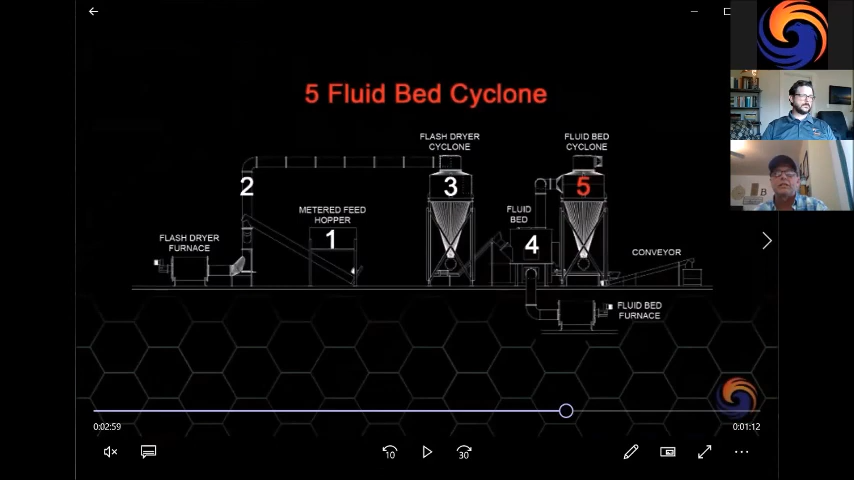 5 Fluid Bed Cyclone
FLASH DRYER
CYCLONE
FLUID BED
CYCLONE
2
3
5
METERED FEED
HOPPER
1
FLUID
BED
4
FLASH DRYER
FURNACE
CONVEYOR
FLUID BED
FURNACE
0:02:59
0:01:12
10
30
B